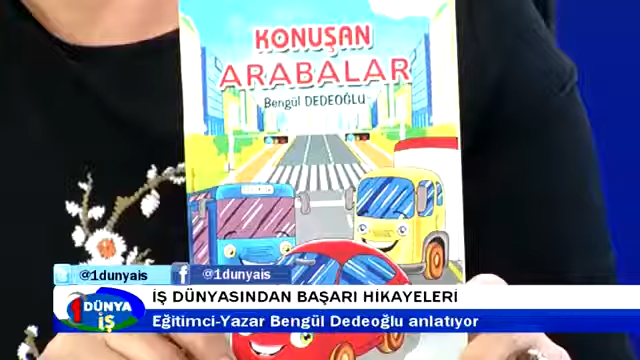 KONUŞAN
ARABALAR
Bengül DEDEOĞLU
@1dunyais
f @1dunyais
1 DÜNYA
İŞ
İŞ DÜNYASINDAN BAŞARI HİKAYELERİ
Eğitimci-Yazar Bengül Dedeoğlu anlatıyor